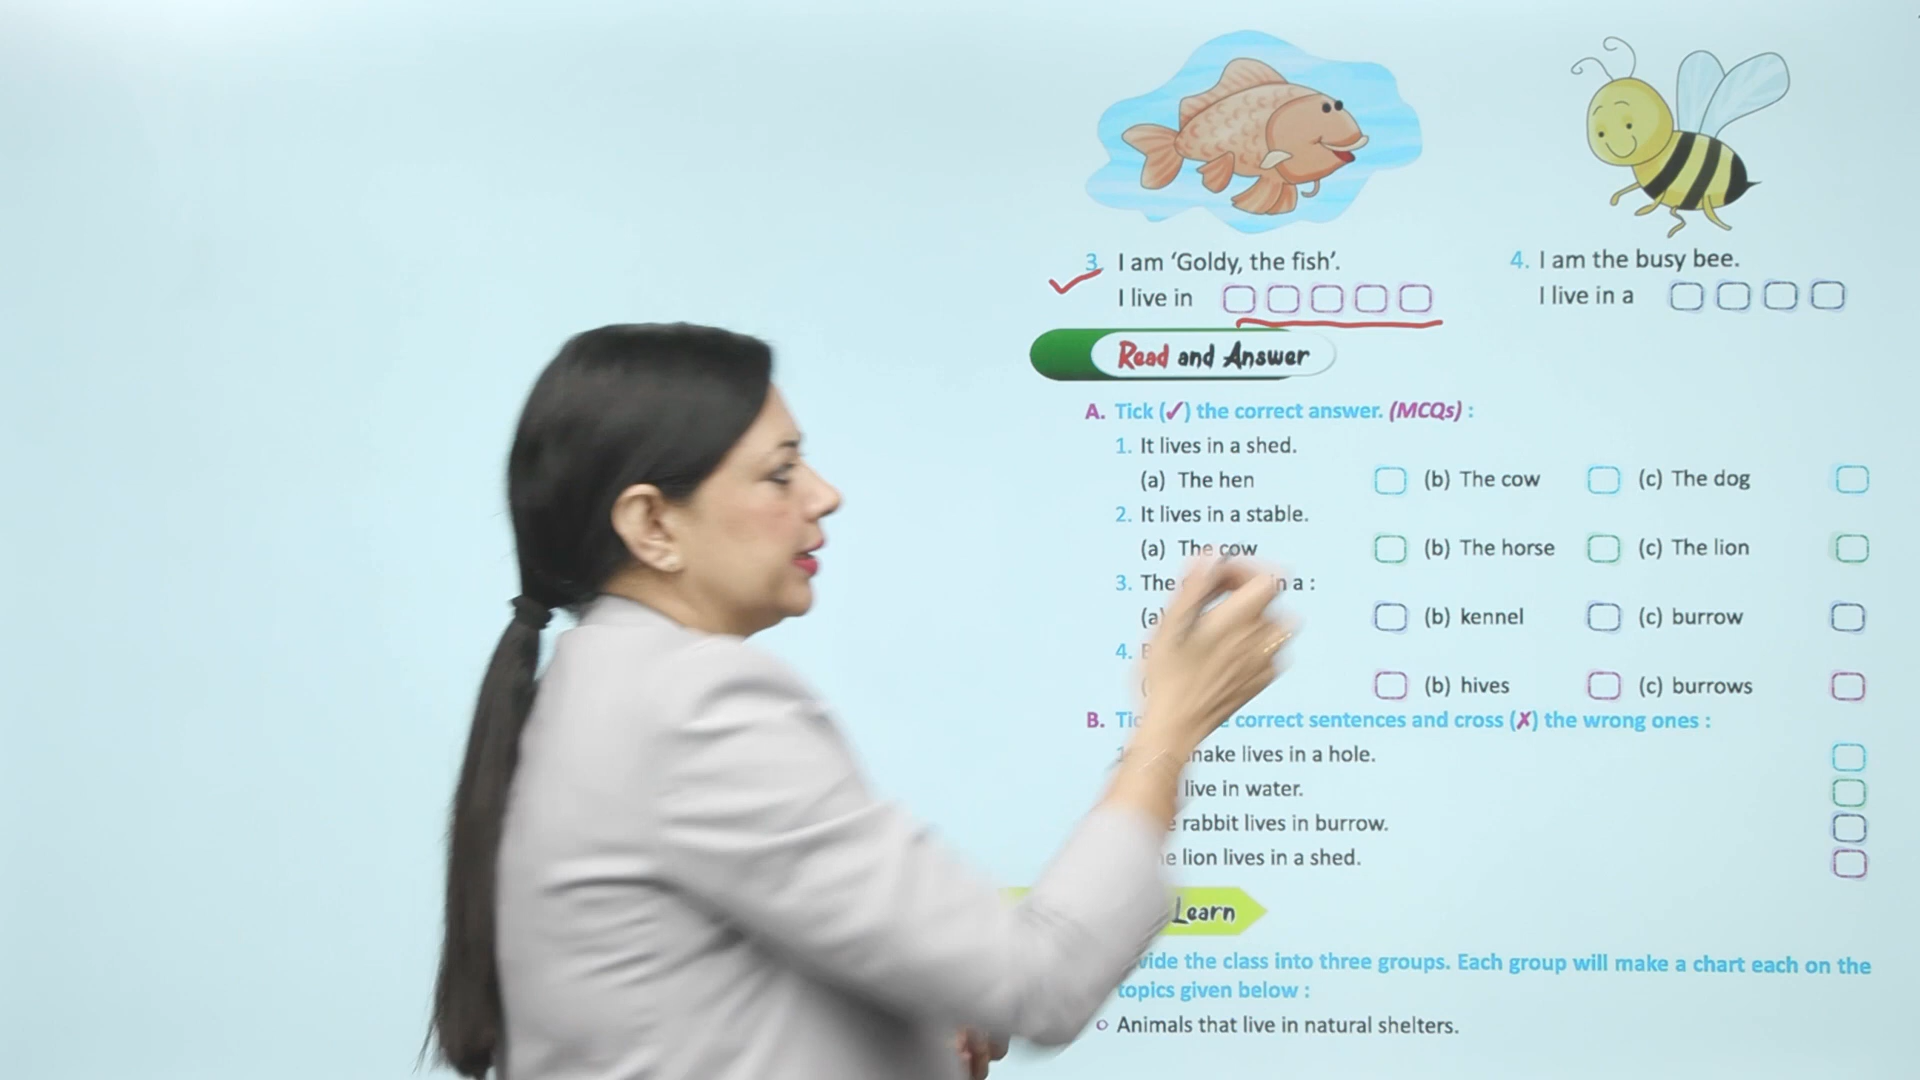 3. I am ‘Goldy, the fish’.
I live in
4. I am the busy bee.
I live in a
Read and Answer
A. Tick (✓) the correct answer. (MCQs) :
1. It lives in a shed.
(a) The hen (b) The cow (c) The dog
2. It lives in a stable.
(a) The cow (b) The horse (c) The lion
3. The in a :
(a) (b) kennel (c) burrow
4.
(b) hives (c) burrows
B. correct sentences and cross (✗) the wrong ones :
lives in a hole.
live in water.
rabbit lives in burrow.
lion lives in a shed.
Learn
the class into three groups. Each group will make a chart each on the
topics given below :
Animals that live in natural shelters.